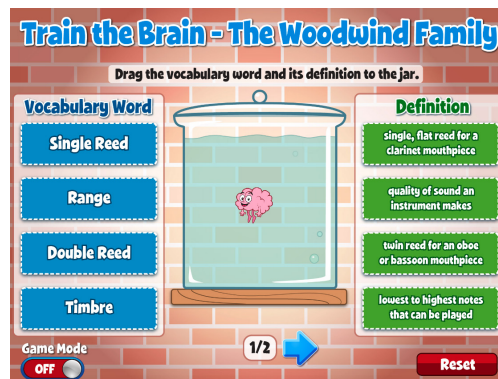 Train the Brain - The Woodwind Family
Drag the vocabulary word and its definition to the jar.
Vocabulary Word
Single Reed
Range
Double Reed
Timbre
Definition
single, flat reed for a
clarinet mouthpiece
quality of sound an
instrument makes
twin reed for an oboe
or bassoon mouthpiece
lowest to highest notes
that can be played
Game Mode
OFF
1/2
Reset